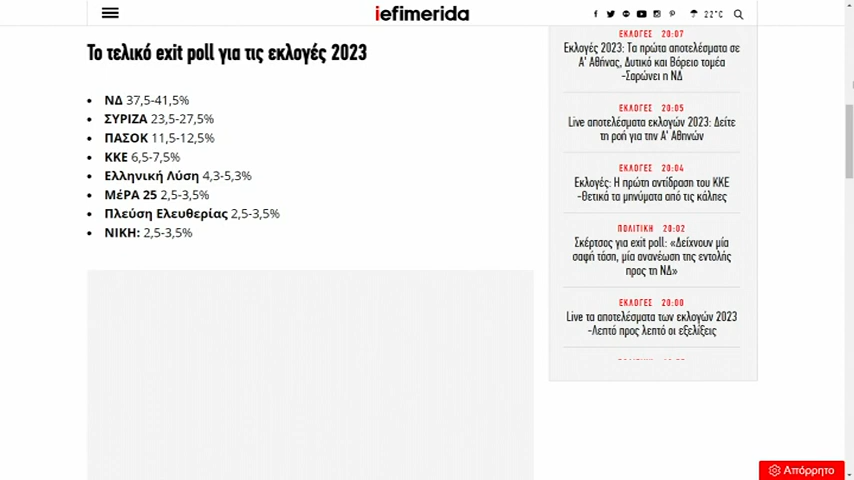 iefimerida
22°C
Το τελικό exit poll για τις εκλογές 2023
ΝΔ 37,5-41,5%
ΣΥΡΙΖΑ 23,5-27,5%
ΠΑΣΟΚ 11,5-12,5%
ΚΚΕ 6,5-7,5%
Ελληνική Λύση 4,3-5,3%
ΜέΡΑ 25 2,5-3,5%
Πλεύση Ελευθερίας 2,5-3,5%
ΝΙΚΗ: 2,5-3,5%
ΕΚΛΟΓΕΣ 20:07
Εκλογές 2023: Τα πρώτα αποτελέσματα σε
Α' Αθήνας, Δυτικό και Βόρειο τομέα
-Σαρώνει η ΝΔ
ΕΚΛΟΓΕΣ 20:05
Live αποτελέσματα εκλογών 2023: Δείτε
τη ροή για την Α' Αθηνών
ΕΚΛΟΓΕΣ 20:04
Εκλογές: Η πρώτη αντίδραση του ΚΚΕ
-Θετικά τα μηνύματα από τις κάλπες
ΠΟΛΙΤΙΚΗ 20:02
Σκέρτσος για exit poll: «Δείχνουν μία
σαφή τάση, μία ανανέωση της εντολής
προς τη ΝΔ»
ΕΚΛΟΓΕΣ 20:00
Live τα αποτελέσματα των εκλογών 2023
-Λεπτό προς λεπτό οι εξελίξεις
Απόρρητο